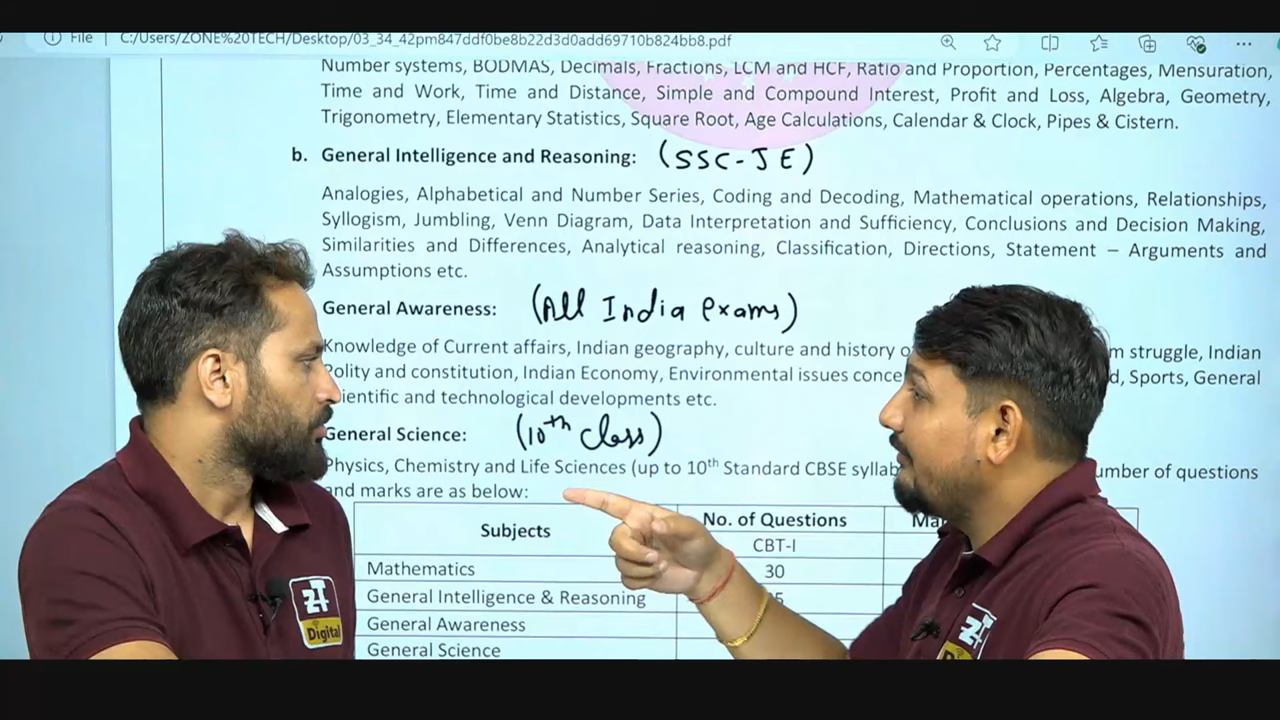 File | C:/Users/ZONE%20TECH/Desktop/03_34_42pm847ddf0be8b22d3d0add69710b824bb8.pdf
Number systems, BODMAS, Decimals, Fractions, LCM and HCF, Ratio and Proportion, Percentages, Mensuration,
Time and Work, Time and Distance, Simple and Compound Interest, Profit and Loss, Algebra, Geometry,
Trigonometry, Elementary Statistics, Square Root, Age Calculations, Calendar & Clock, Pipes & Cistern.
b. General Intelligence and Reasoning: (SSC-JE)
Analogies, Alphabetical and Number Series, Coding and Decoding, Mathematical operations, Relationships,
Syllogism, Jumbling, Venn Diagram, Data Interpretation and Sufficiency, Conclusions and Decision Making,
Similarities and Differences, Analytical reasoning, Classification, Directions, Statement – Arguments and
Assumptions etc.
General Awareness: (All India exams)
Knowledge of Current affairs, Indian geography, culture and history struggle, Indian
Polity and constitution, Indian Economy, Environmental issues Sports, General
and technological developments etc.
General Science: (10th class)
Physics, Chemistry and Life Sciences (up to 10th Standard CBSE questions
and marks are as below:
Subjects No. of Questions
CBT-I
Mathematics 30
General Intelligence & Reasoning
General Awareness
General Science
ZT
Digital